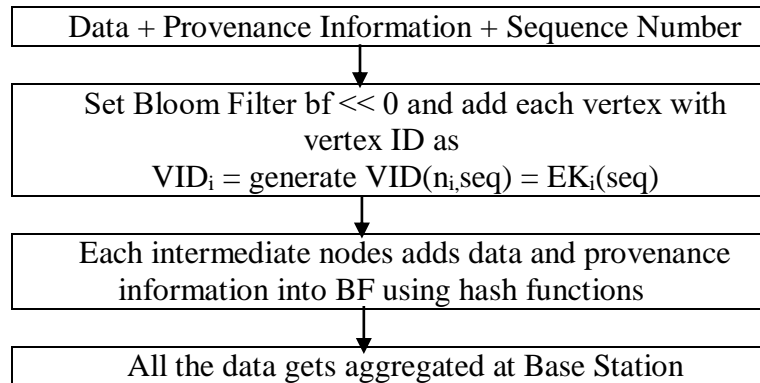 Data + Provenance Information + Sequence Number
Set Bloom Filter bf << 0 and add each vertex with
vertex ID as
VIDᵢ = generate VID(nᵢ,seq) = EKᵢ(seq)
Each intermediate nodes adds data and provenance
information into BF using hash functions
All the data gets aggregated at Base Station